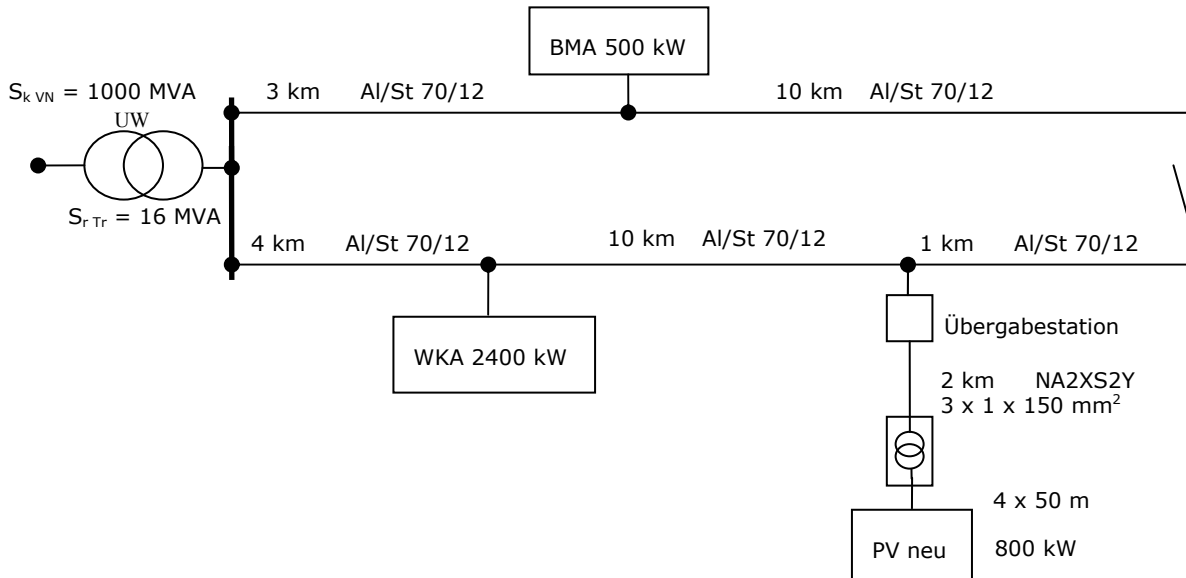 BMA 500 kW
S_k VN = 1000 MVA
3 km Al/St 70/12
10 km Al/St 70/12
UW
S_r Tr = 16 MVA
4 km Al/St 70/12
10 km Al/St 70/12
1 km Al/St 70/12
Übergabestation
WKA 2400 kW
2 km NA2XS2Y
3 x 1 x 150 mm²
4 x 50 m
PV neu
800 kW